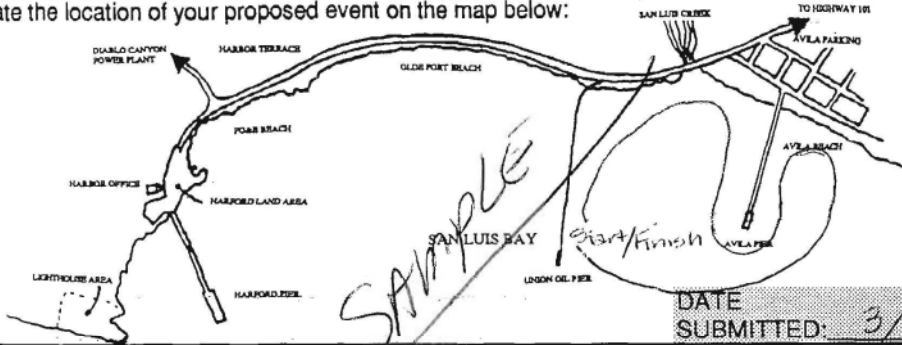 ate the location of your proposed event on the map below:
SAN LUIS CREEK
TO HIGHWAY 101
DIABLO CANYON
POWER PLANT
HARBOR TERRACE
AVILA PARKING
OLDE PORT BEACH
PG&E BEACH
AVILA BEACH
HARBOR OFFICE
HARFORD LAND AREA
SAMPLE
SAN LUIS BAY
Start/Finish
AVILA PIER
LIGHTHOUSE AREA
UNION OIL PIER
HARFORD PIER
DATE
SUBMITTED: 3/